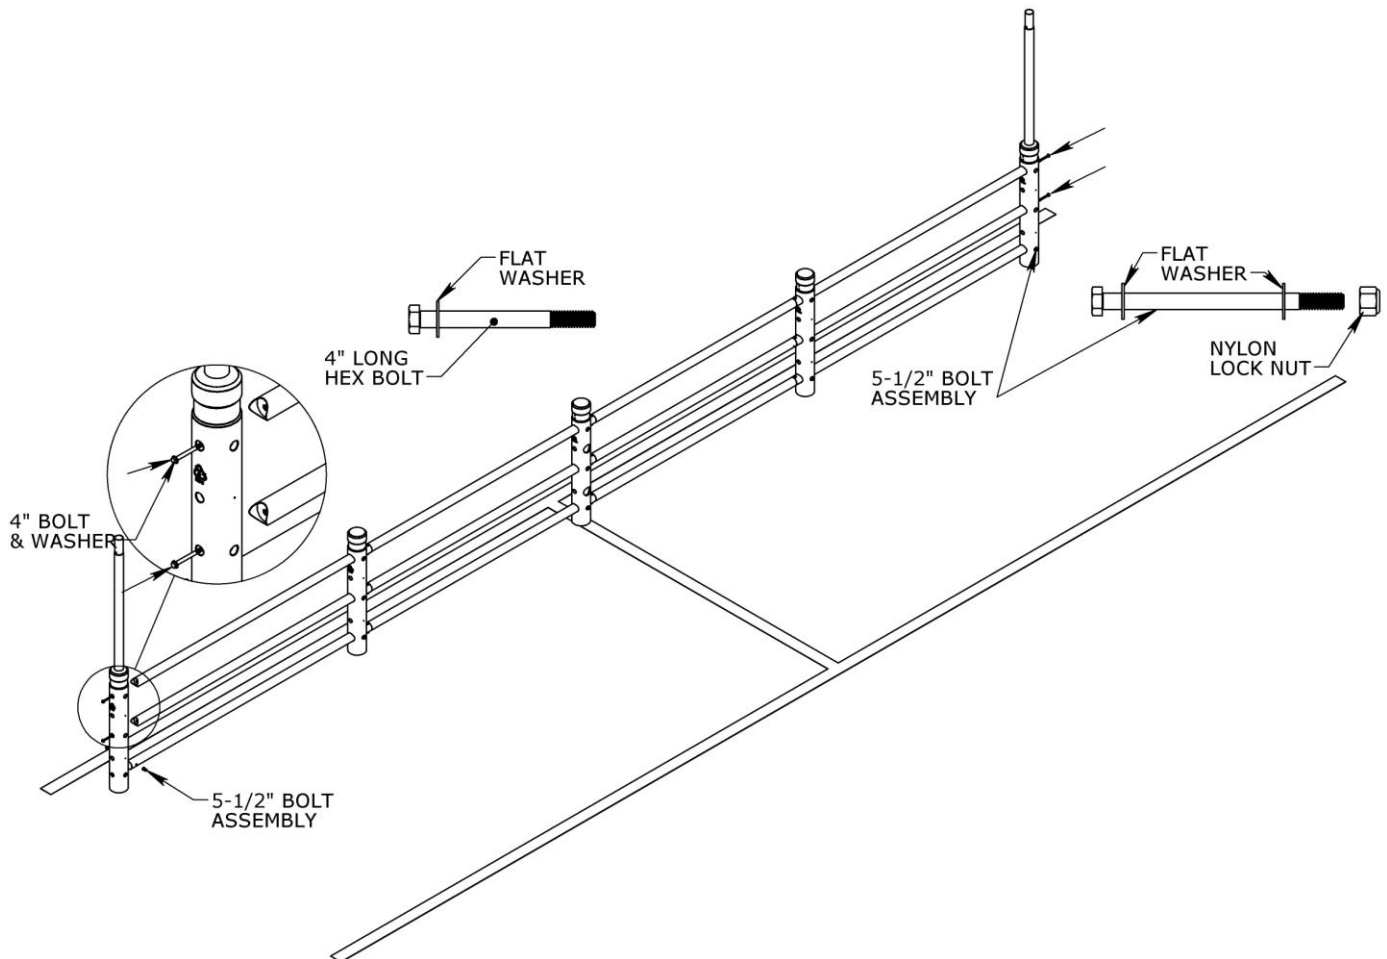 FLAT
WASHER
4" LONG
HEX BOLT
FLAT
WASHER
NYLON
LOCK NUT
5-1/2" BOLT
ASSEMBLY
4" BOLT
& WASHER
5-1/2" BOLT
ASSEMBLY